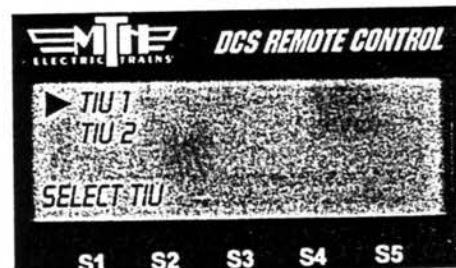 MTH DCS REMOTE CONTROL
ELECTRIC TRAINS
TIU 1
TIU 2
SELECT TIU
S1 S2 S3 S4 S5